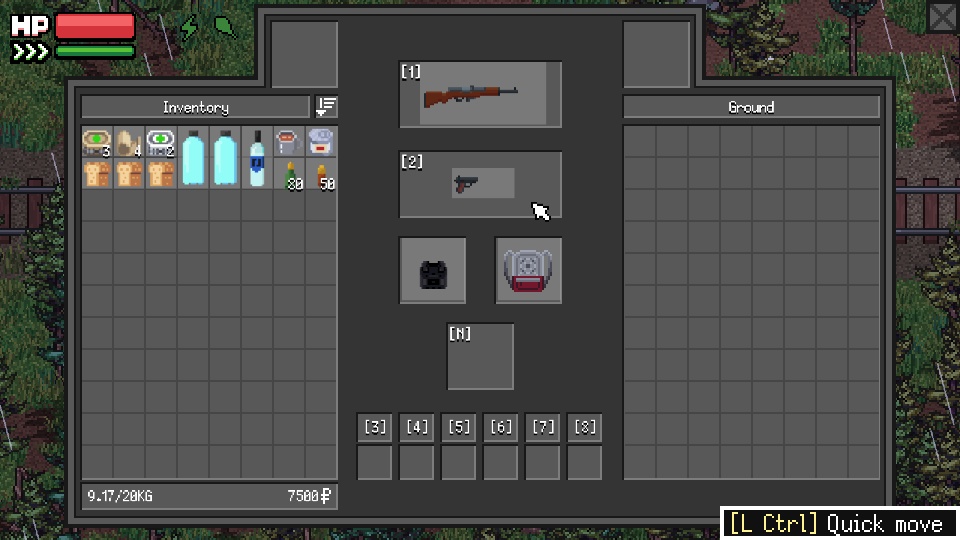 HP
>>>
[1]
Inventory
Ground
3
4
2
[2]
80
50
[N]
[3] [4] [5] [6] [7] [8]
9.17/20KG
7500₽
[L Ctrl] Quick move